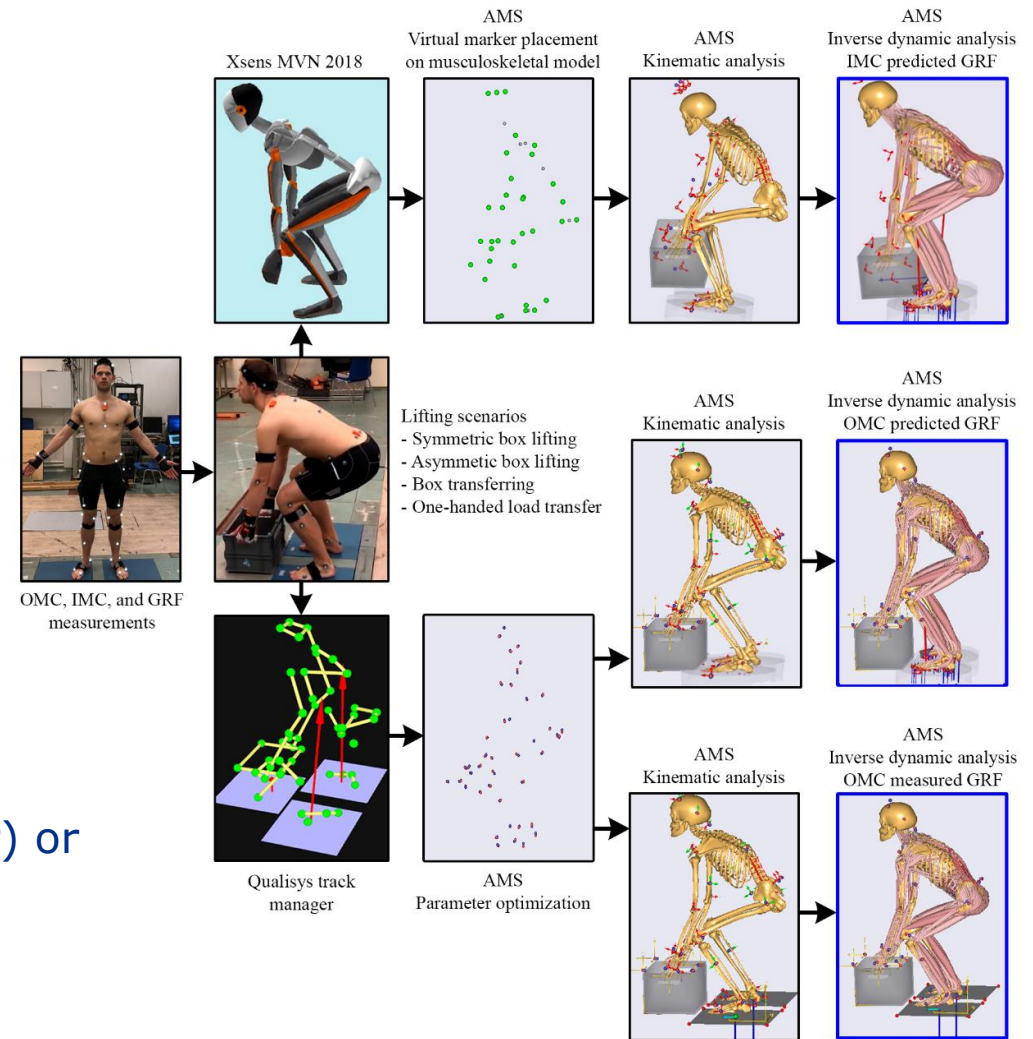 AMS
Virtual marker placement
on musculoskeletal model
Xsens MVN 2018
AMS
Kinematic analysis
AMS
Inverse dynamic analysis
IMC predicted GRF
OMC, IMC, and GRF
measurements
Lifting scenarios
- Symmetric box lifting
- Asymmetic box lifting
- Box transferring
- One-handed load transfer
AMS
Kinematic analysis
AMS
Inverse dynamic analysis
OMC predicted GRF
) or
Qualisys track
manager
AMS
Parameter optimization
AMS
Kinematic analysis
AMS
Inverse dynamic analysis
OMC measured GRF